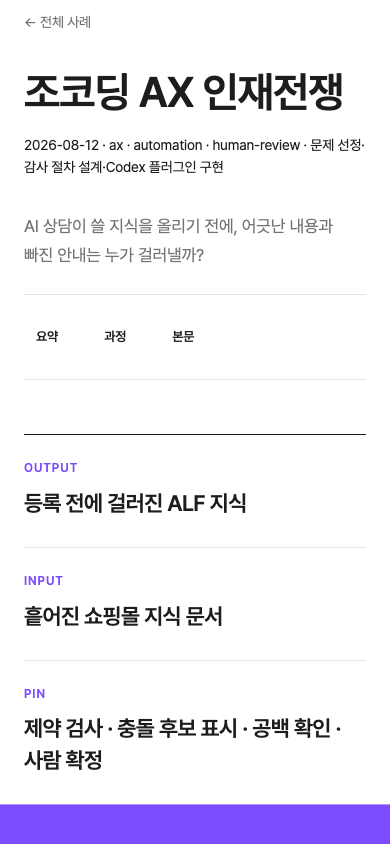 ← 전체 사례
조코딩 AX 인재전쟁
2026-08-12 · ax · automation · human-review · 문제 선정·
감사 절차 설계·Codex 플러그인 구현
AI 상담이 쓸 지식을 올리기 전에, 어긋난 내용과
빠진 안내는 누가 걸러낼까?
요약 과정 본문
OUTPUT
등록 전에 걸러진 ALF 지식
INPUT
흩어진 쇼핑몰 지식 문서
PIN
제약 검사 · 충돌 후보 표시 · 공백 확인 ·
사람 확정